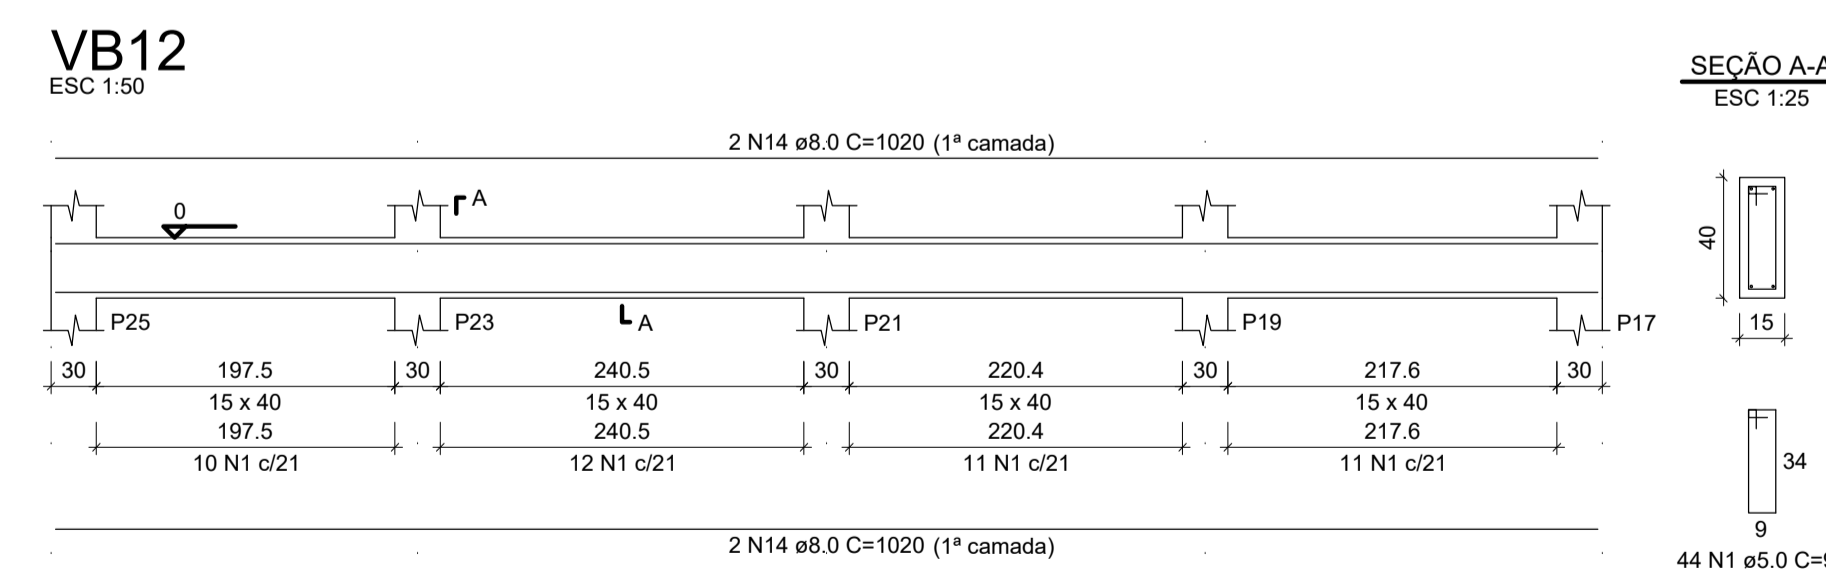 VB12
ESC 1:50
SEÇÃO A-A
ESC 1:25
2 N14 ø8.0 C=1020 (1ª camada)
A
0
40
P25
P23
A
P21
P19
P17
15
30 197.5 30 240.5 30 220.4 30 217.6 30
15 x 40 15 x 40 15 x 40 15 x 40
197.5 240.5 220.4 217.6
10 N1 c/21 12 N1 c/21 11 N1 c/21 11 N1 c/21
34
9
2 N14 ø8.0 C=1020 (1ª camada)
44 N1 ø5.0 C=